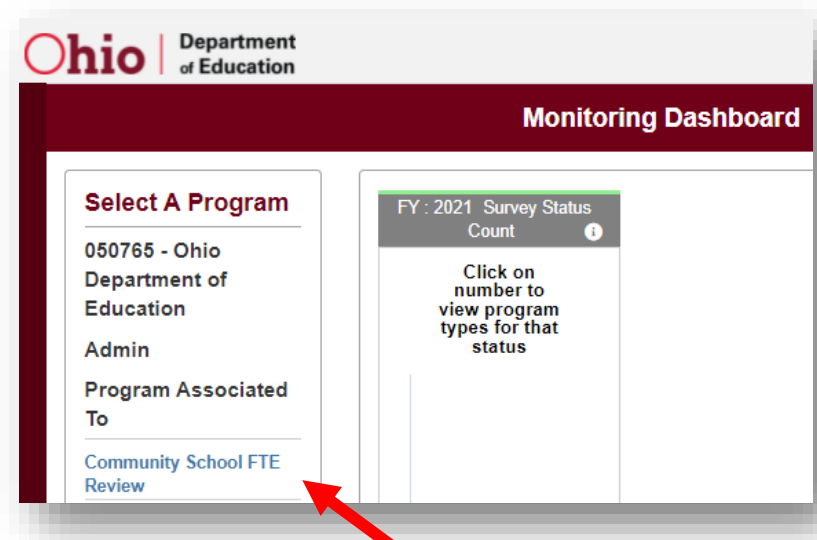 Ohio
Department
of Education
Monitoring Dashboard
Select A Program
050765 - Ohio
Department of
Education
Admin
Program Associated
To
Community School FTE
Review
FY : 2021 Survey Status
Count
Click on
number to
view program
types for that
status